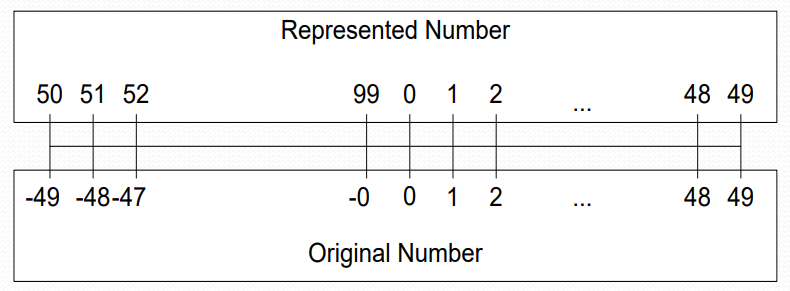 Represented Number
50 51 52 99 0 1 2 ... 48 49
-49 -48 -47 -0 0 1 2 ... 48 49
Original Number